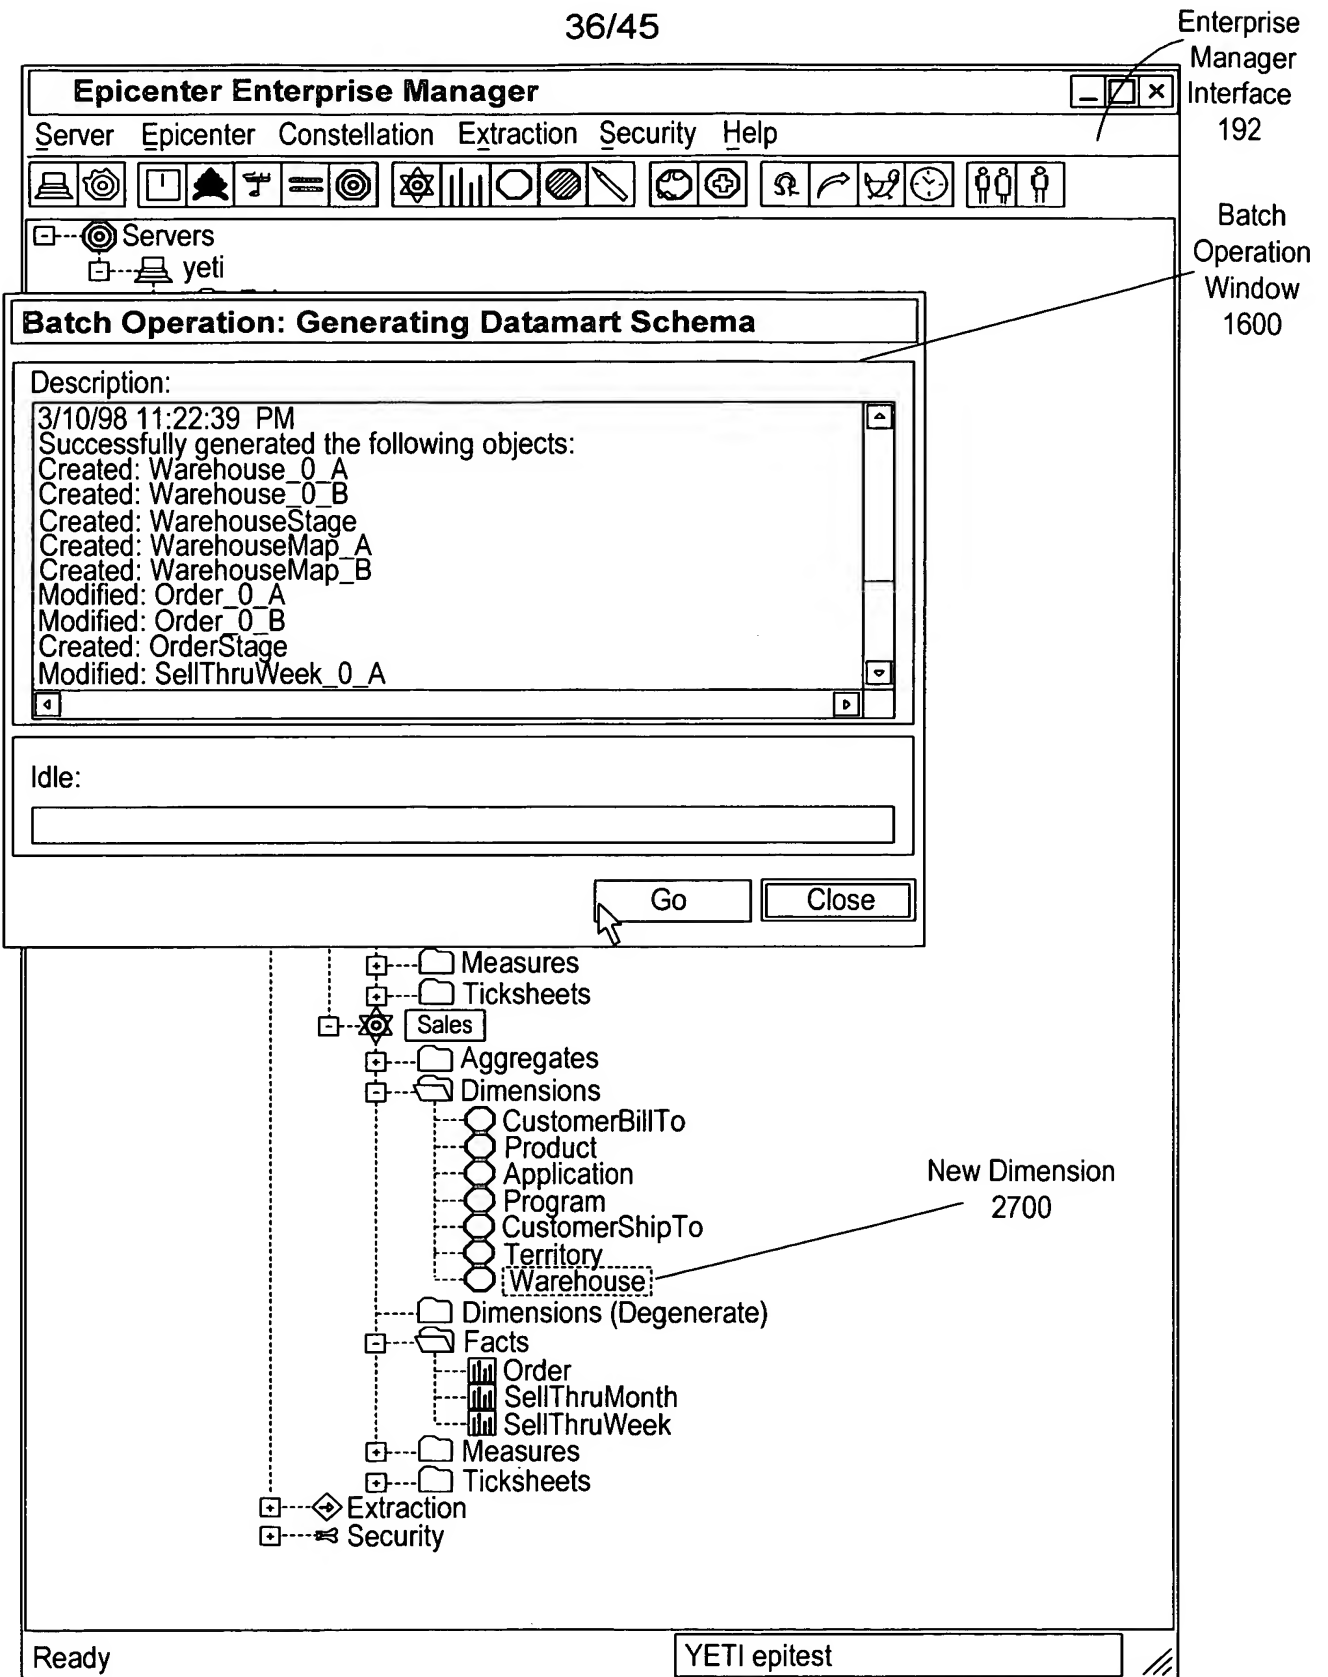 36/45
Enterprise
Manager
Interface
192
Epicenter Enterprise Manager
Server Epicenter Constellation Extraction Security Help
Servers
yeti
Batch
Operation
Window
1600
Batch Operation: Generating Datamart Schema
Description:
3/10/98 11:22:39 PM
Successfully generated the following objects:
Created: Warehouse_0_A
Created: Warehouse_0_B
Created: WarehouseStage
Created: WarehouseMap_A
Created: WarehouseMap_B
Modified: Order_0_A
Modified: Order_0_B
Created: OrderStage
Modified: SellThruWeek_0_A
Idle:
Go Close
Measures
Ticksheets
Sales
Aggregates
Dimensions
CustomerBillTo
Product
Application
Program
CustomerShipTo
Territory
Warehouse
New Dimension
2700
Dimensions (Degenerate)
Facts
Order
SellThruMonth
SellThruWeek
Measures
Ticksheets
Extraction
Security
Ready YETI epitest